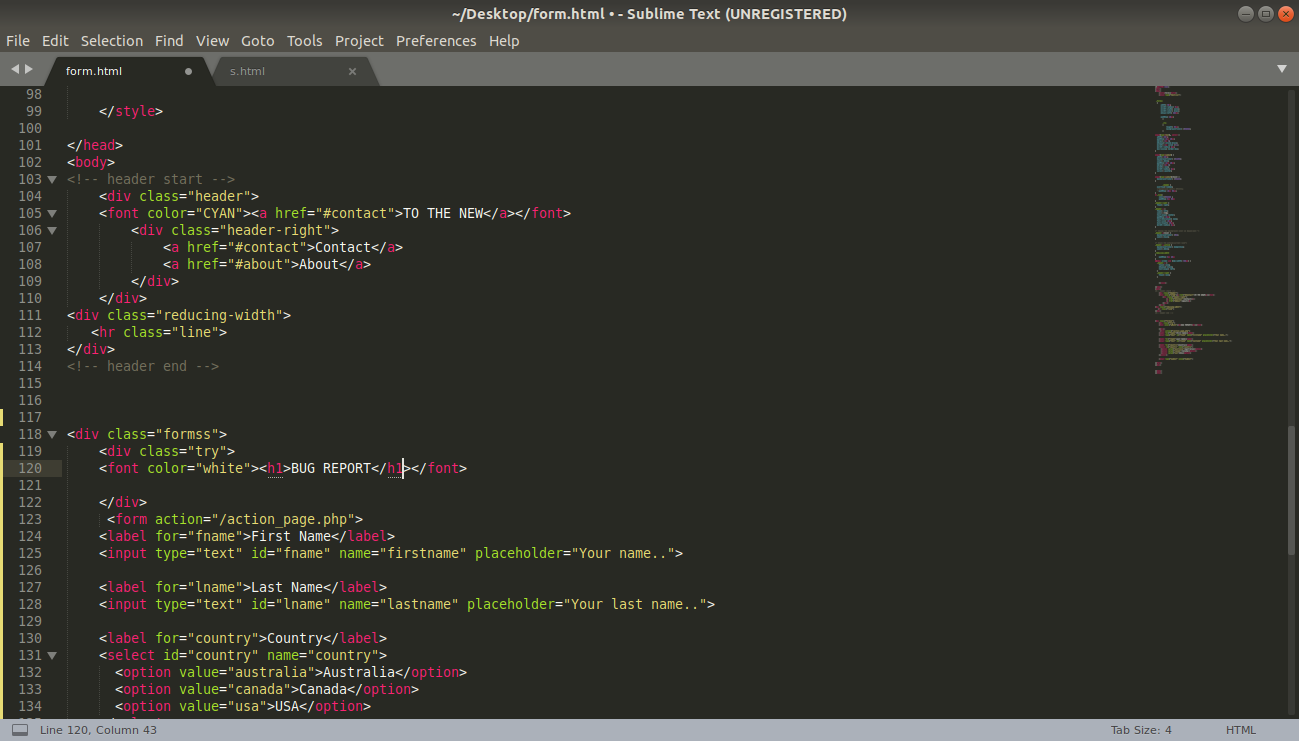 ~/Desktop/form.html • - Sublime Text (UNREGISTERED)
File Edit Selection Find View Goto Tools Project Preferences Help
form.html s.html
98
99 </style>
100
101 </head>
102 <body>
103 <!-- header start -->
104 <div class="header">
105 <font color="CYAN"><a href="#contact">TO THE NEW</a></font>
106 <div class="header-right">
107 <a href="#contact">Contact</a>
108 <a href="#about">About</a>
109 </div>
110 </div>
111 <div class="reducing-width">
112 <hr class="line">
113 </div>
114 <!-- header end -->
115
116
117
118 <div class="formss">
119 <div class="try">
120 <font color="white"><h1>BUG REPORT</h1></font>
121
122 </div>
123 <form action="/action_page.php">
124 <label for="fname">First Name</label>
125 <input type="text" id="fname" name="firstname" placeholder="Your name..">
126
127 <label for="lname">Last Name</label>
128 <input type="text" id="lname" name="lastname" placeholder="Your last name..">
129
130 <label for="country">Country</label>
131 <select id="country" name="country">
132 <option value="australia">Australia</option>
133 <option value="canada">Canada</option>
134 <option value="usa">USA</option>
Line 120, Column 43 Tab Size: 4 HTML